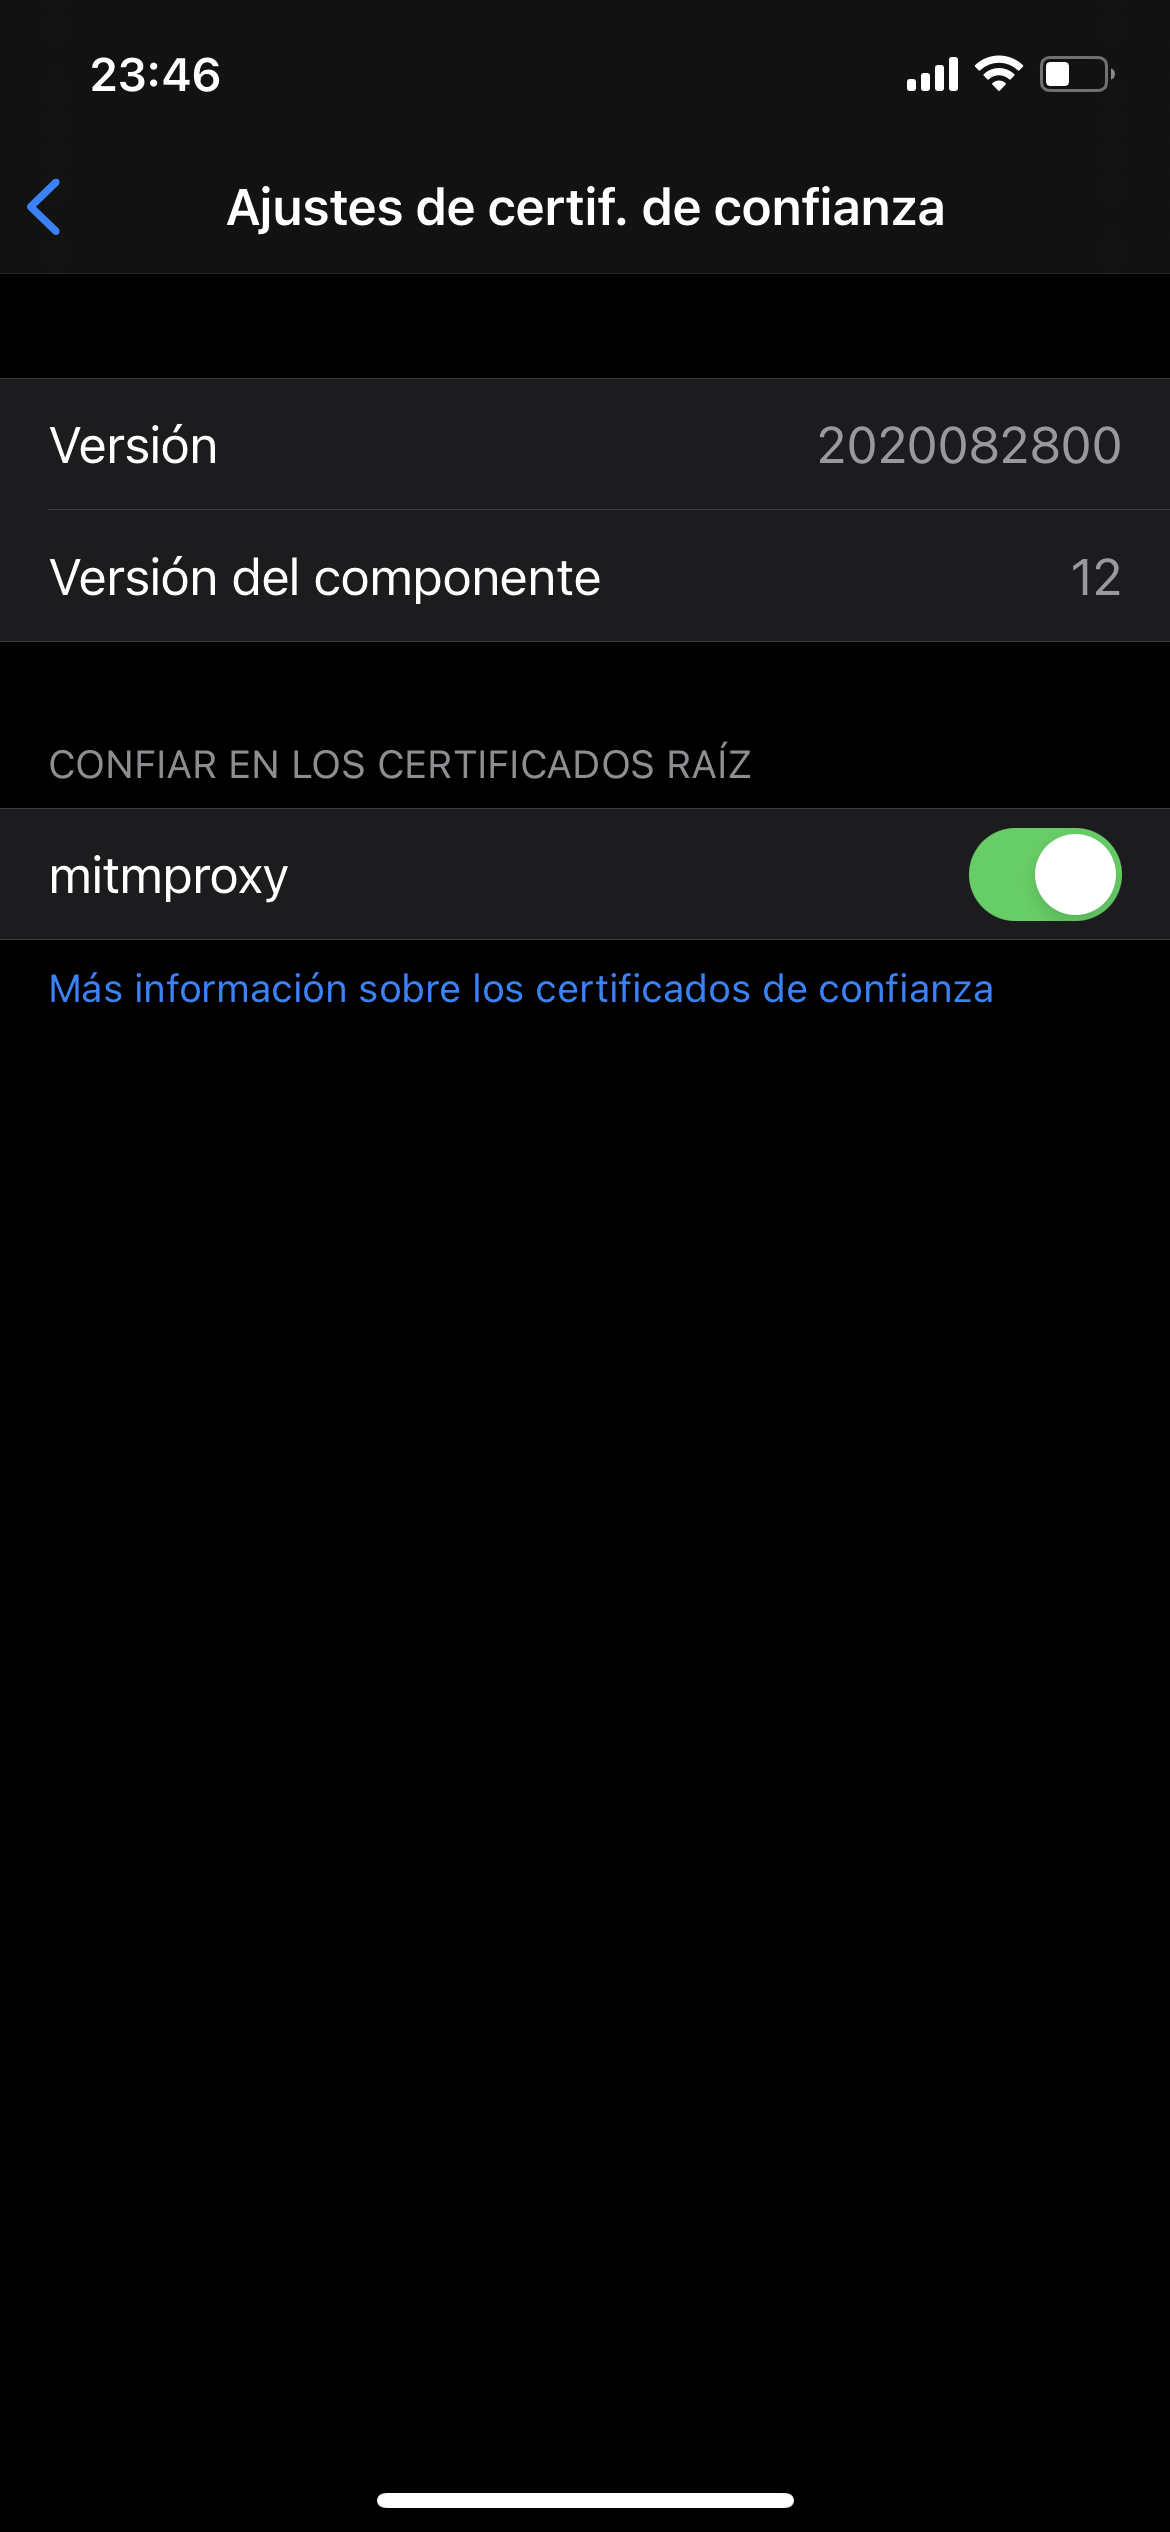 23:46
Ajustes de certif. de confianza
Versión 2020082800
Versión del componente 12
CONFIAR EN LOS CERTIFICADOS RAÍZ
mitmproxy
Más información sobre los certificados de confianza